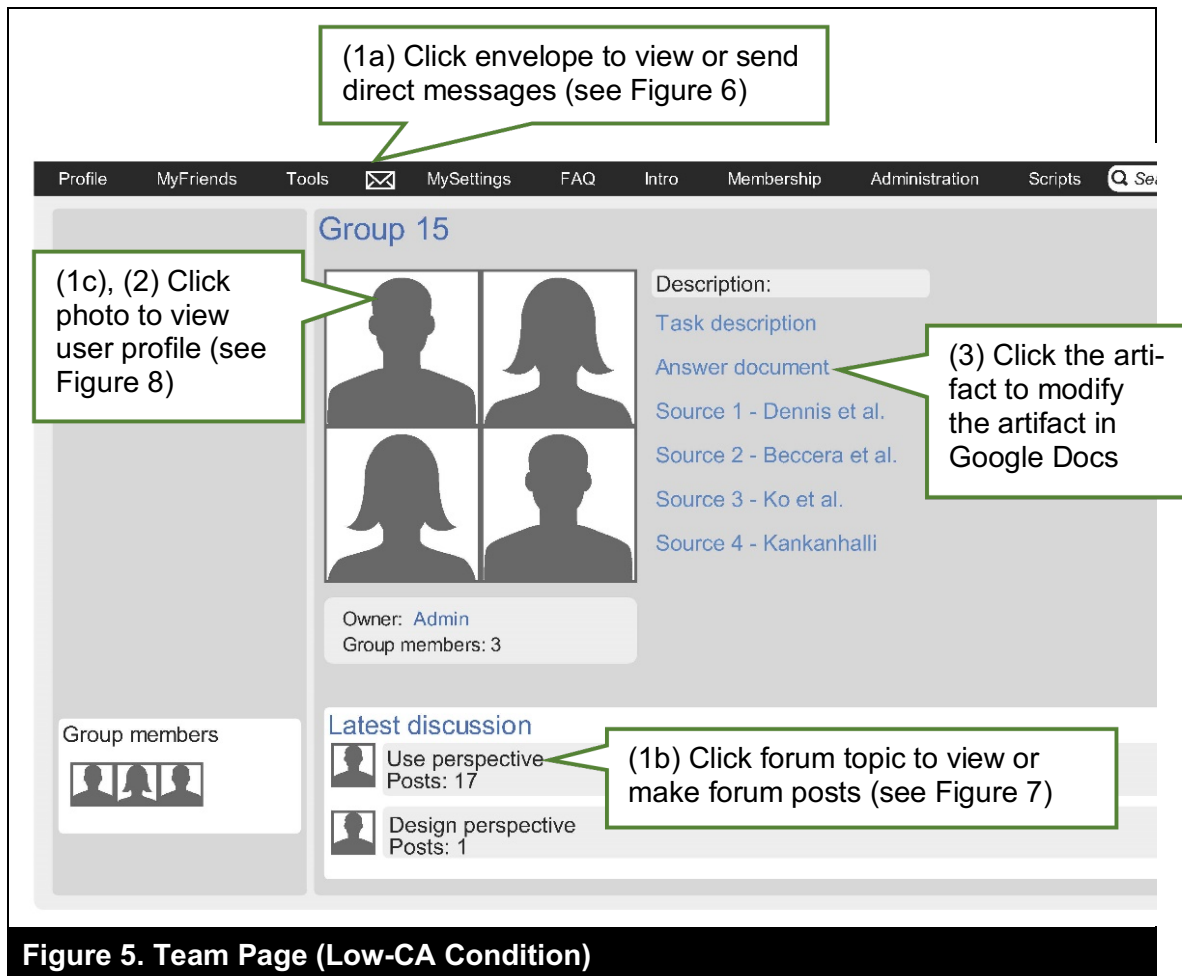 (1a) Click envelope to view or send
direct messages (see Figure 6)
Profile MyFriends Tools MySettings FAQ Intro Membership Administration Scripts
Group 15
(1c), (2) Click
photo to view
user profile (see
Figure 8)
Description:
Task description
Answer document
Source 1 - Dennis et al.
Source 2 - Beccera et al.
Source 3 - Ko et al.
Source 4 - Kankanhalli
(3) Click the arti-
fact to modify
the artifact in
Google Docs
Owner: Admin
Group members: 3
Group members
Latest discussion
Use perspective
Posts: 17
(1b) Click forum topic to view or
make forum posts (see Figure 7)
Design perspective
Posts: 1
Figure 5. Team Page (Low-CA Condition)